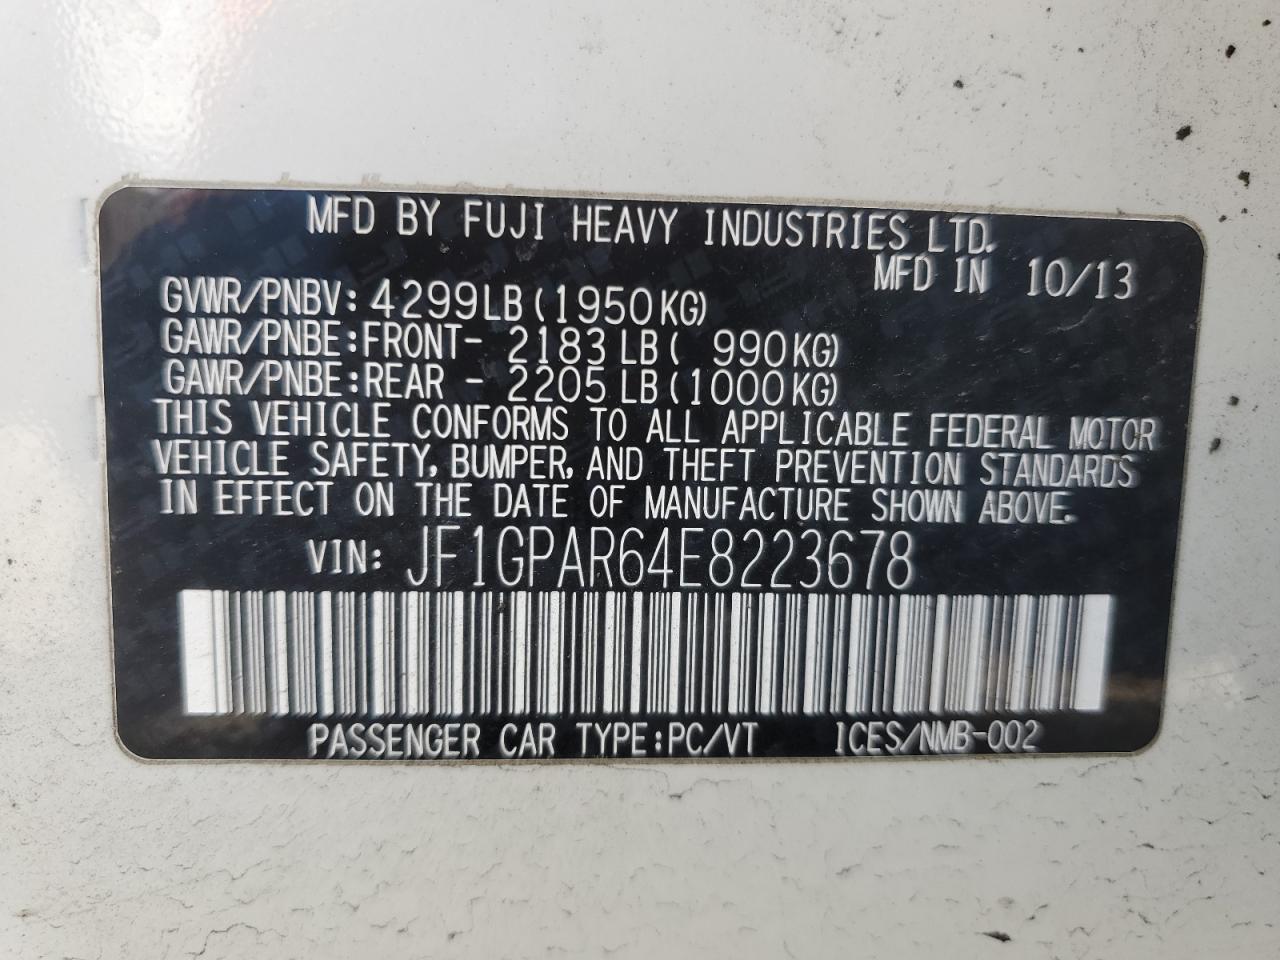 MFD BY FUJI HEAVY INDUSTRIES LTD.
MFD IN 10/13
GVWR/PNBV: 4299LB (1950KG)
GAWR/PNBE:FRONT- 2183 LB ( 990KG)
GAWR/PNBE:REAR - 2205 LB (1000KG)
THIS VEHICLE CONFORMS TO ALL APPLICABLE FEDERAL MOTOR
VEHICLE SAFETY, BUMPER, AND THEFT PREVENTION STANDARDS
IN EFFECT ON THE DATE OF MANUFACTURE SHOWN ABOVE.
VIN: JF1GPAR64E8223678
PASSENGER CAR TYPE:PC/VT ICES/NMB-002